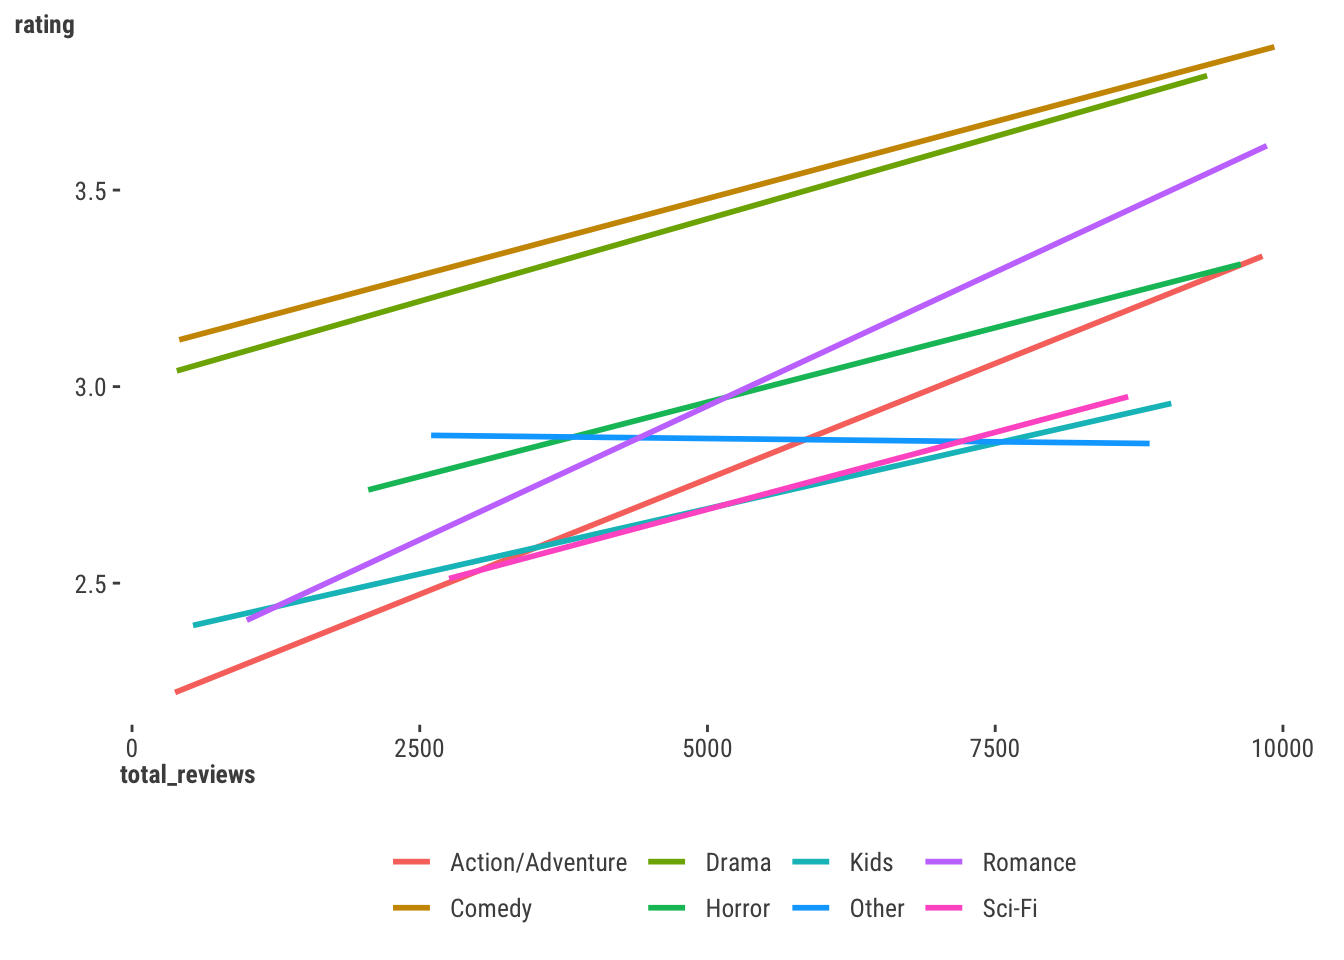 rating
3.5
3.0
2.5
0 2500 5000 7500 10000
total_reviews
Action/Adventure Drama Kids Romance
Comedy Horror Other Sci-Fi